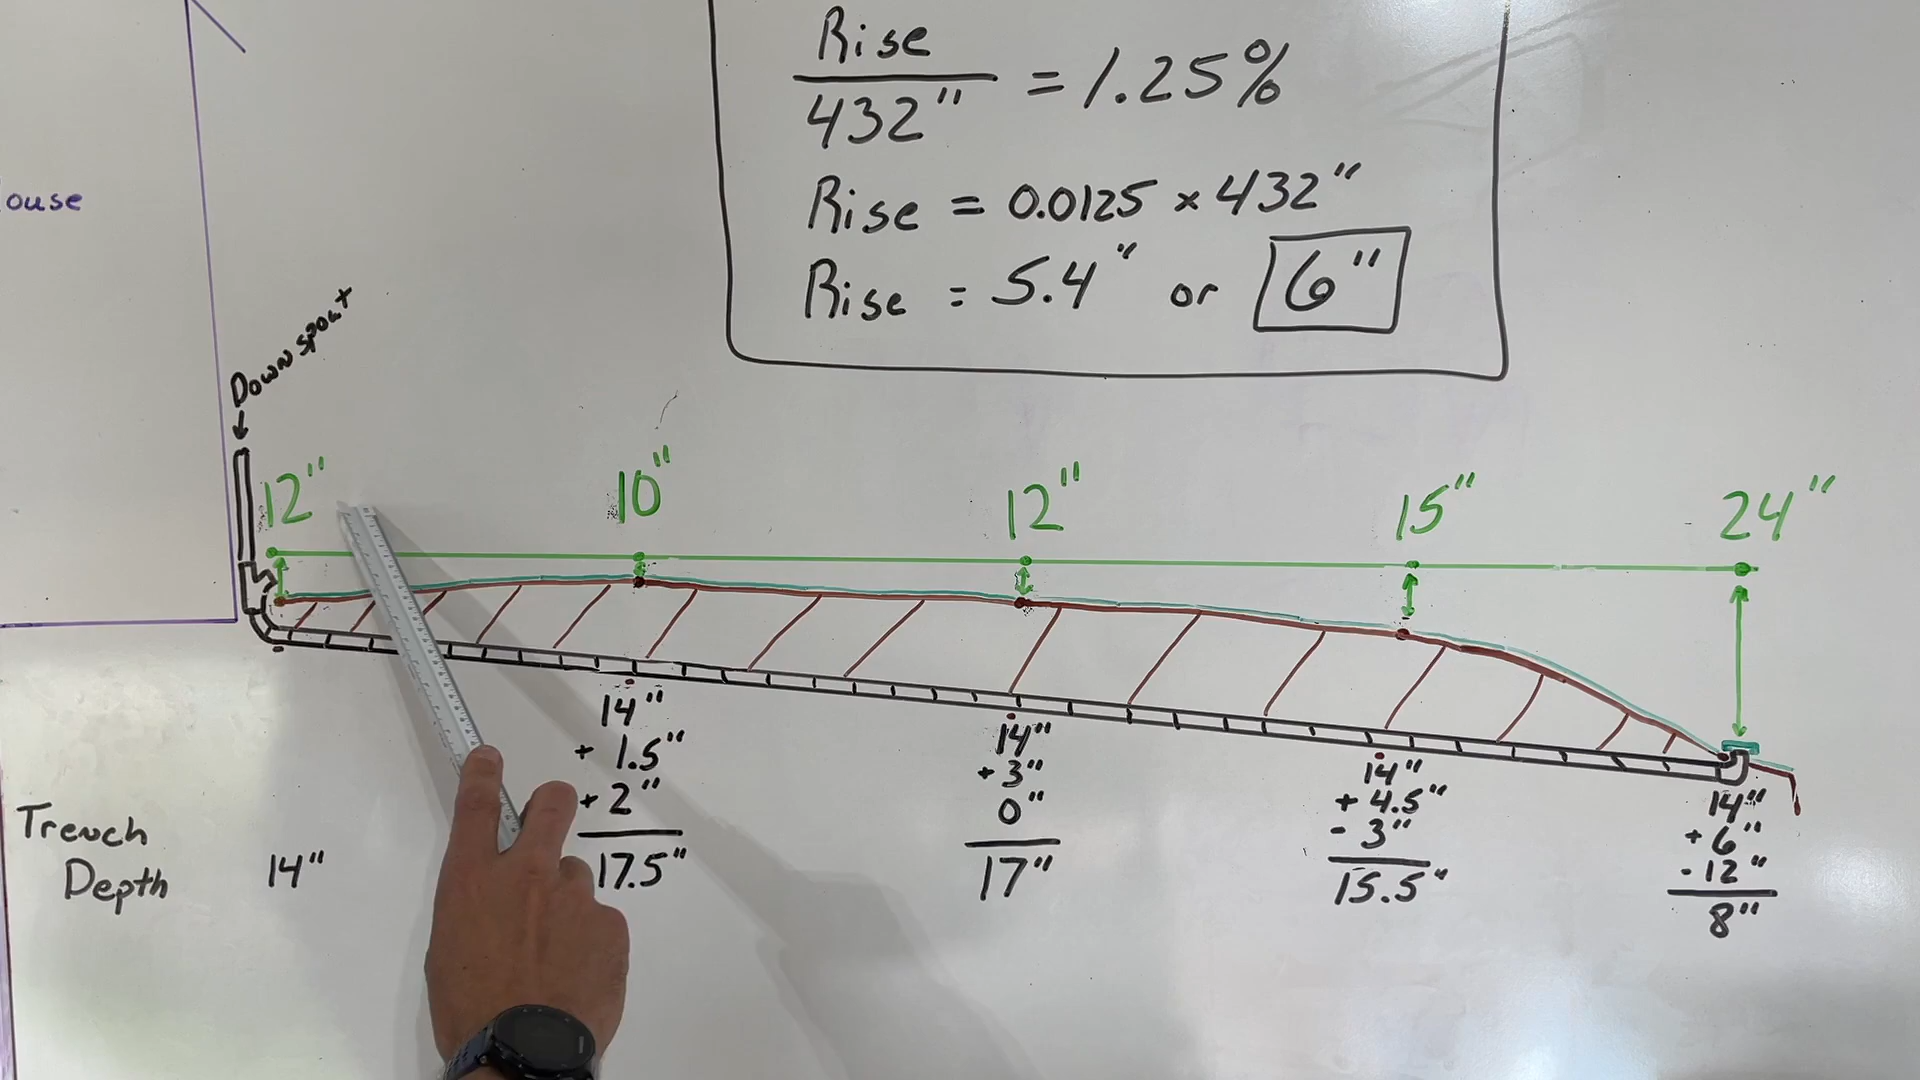 Rise
432" = 1.25%
Rise = 0.0125 × 432"
Rise = 5.4" or 6"
ouse
Downspout
12" 10" 12" 15" 24"
Trench
Depth
14"
14"
+ 1.5"
+ 2"
17.5"
14"
+ 3"
0"
17"
14"
+ 4.5"
- 3"
15.5"
14"
+ 6"
- 12"
8"